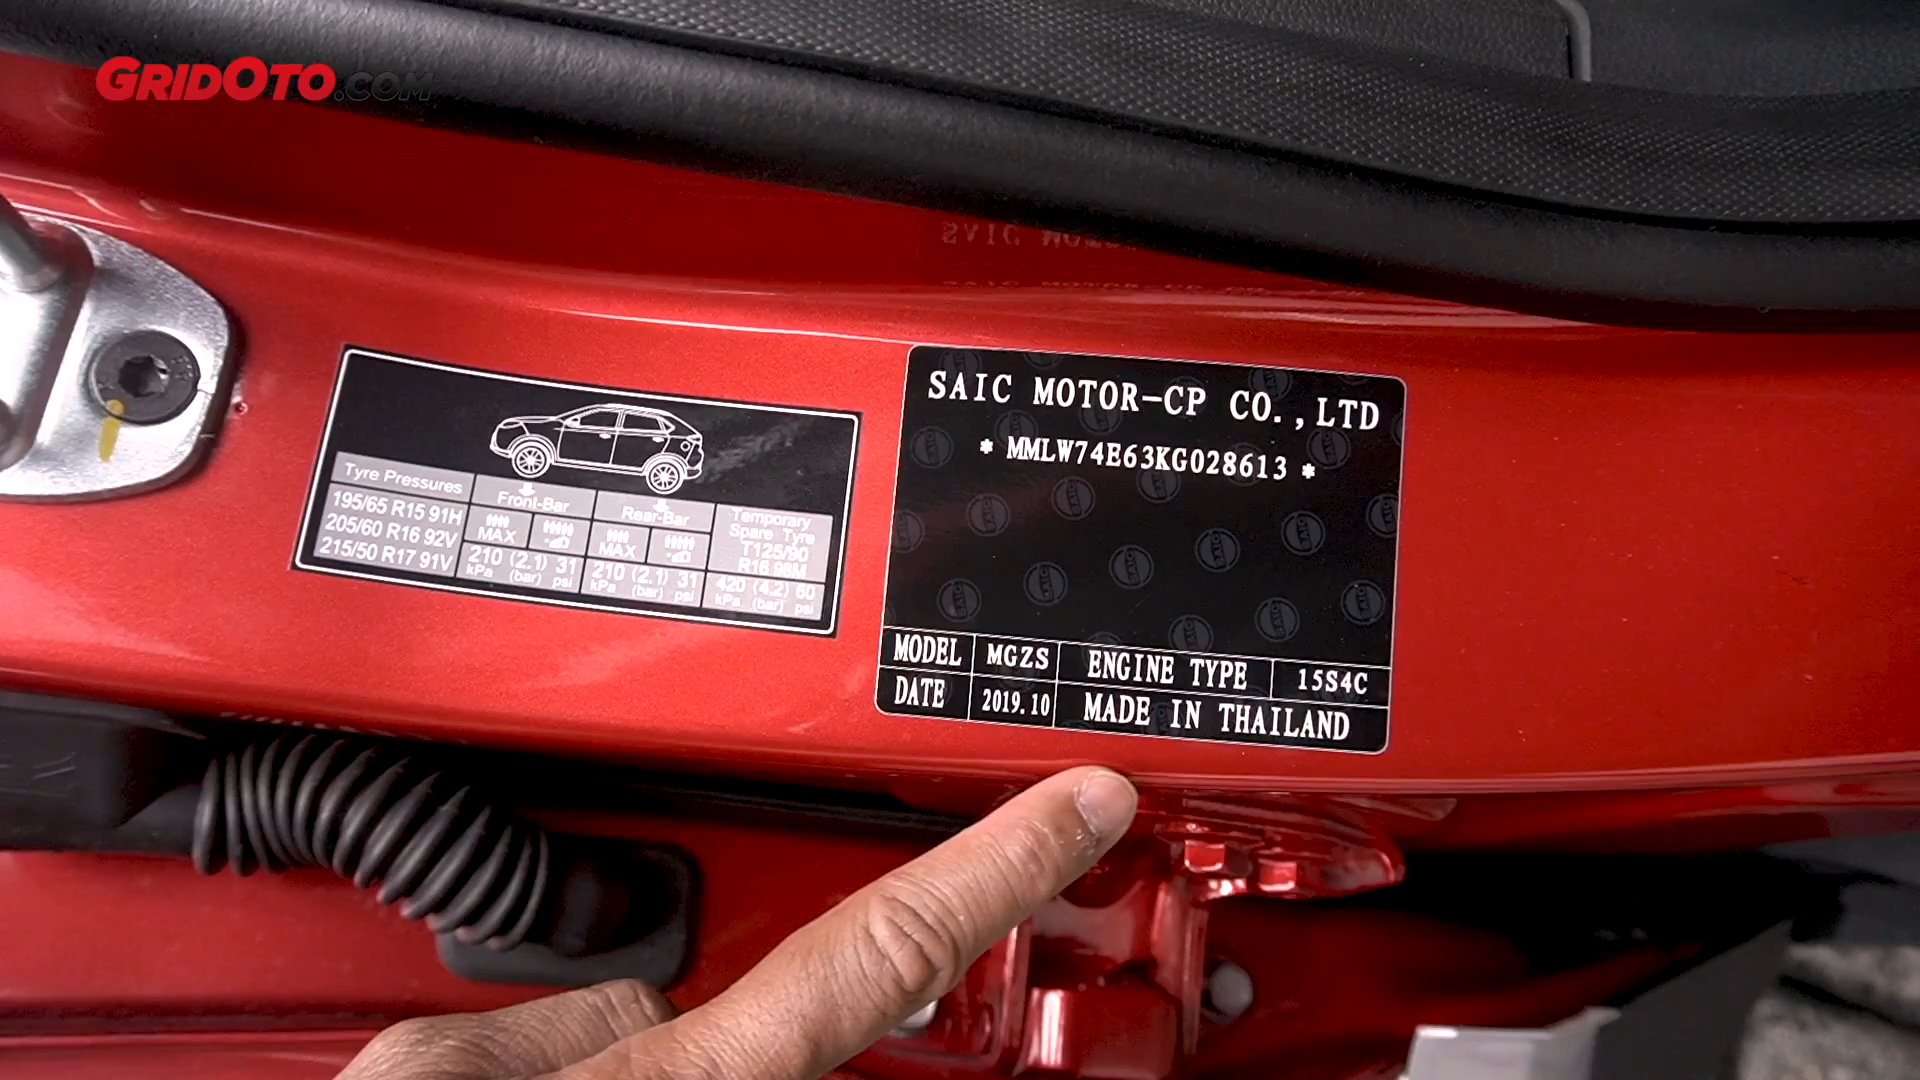 GRIDOTO.COM
Tyre Pressures
195/65 R15 91H
205/60 R16 92V
215/50 R17 91V
Front-Bar
MAX
210 (2.1) 31
kPa (bar) psi
Rear-Bar
MAX
210 (2.1) 31
kPa (bar) psi
Temporary
Spare Tyre
T125/90
R16 98M
420 (4.2) 60
kPa (bar) psi
SAIC MOTOR-CP CO.,LTD
* MMLW74E63KG028613 *
MODEL MGZS ENGINE TYPE 15S4C
DATE 2019.10 MADE IN THAILAND